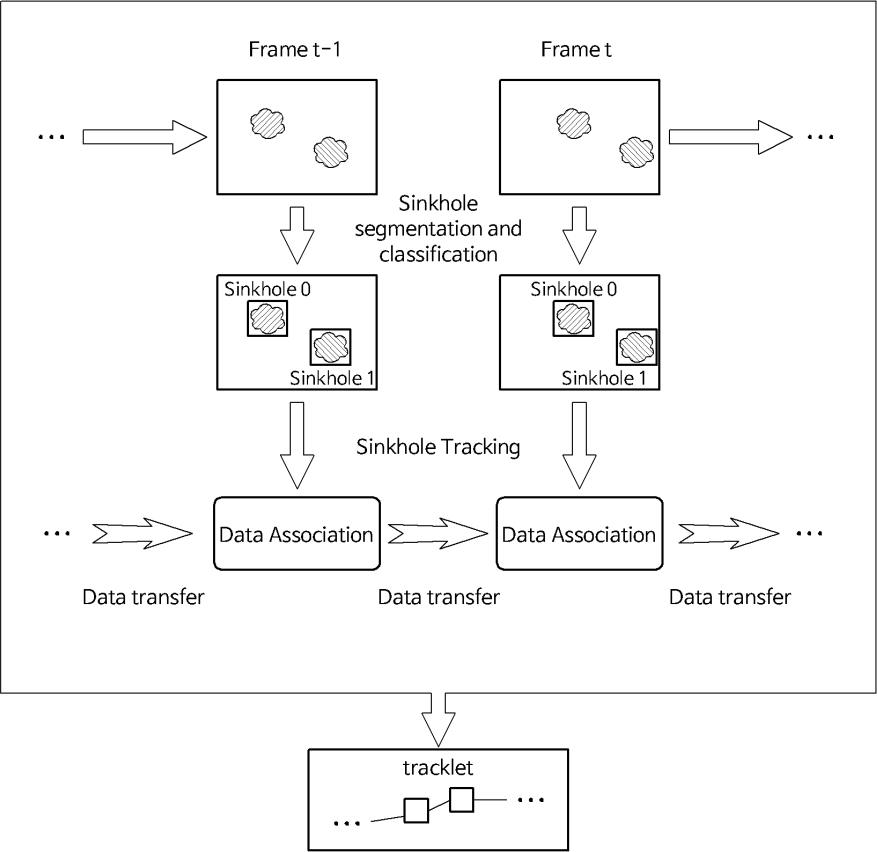 Frame t-1
Frame t
...
...
Sinkhole
segmentation and
classification
Sinkhole 0
Sinkhole 1
Sinkhole 0
Sinkhole 1
Sinkhole Tracking
...
Data Association
Data Association
...
Data transfer
Data transfer
Data transfer
tracklet
...
...